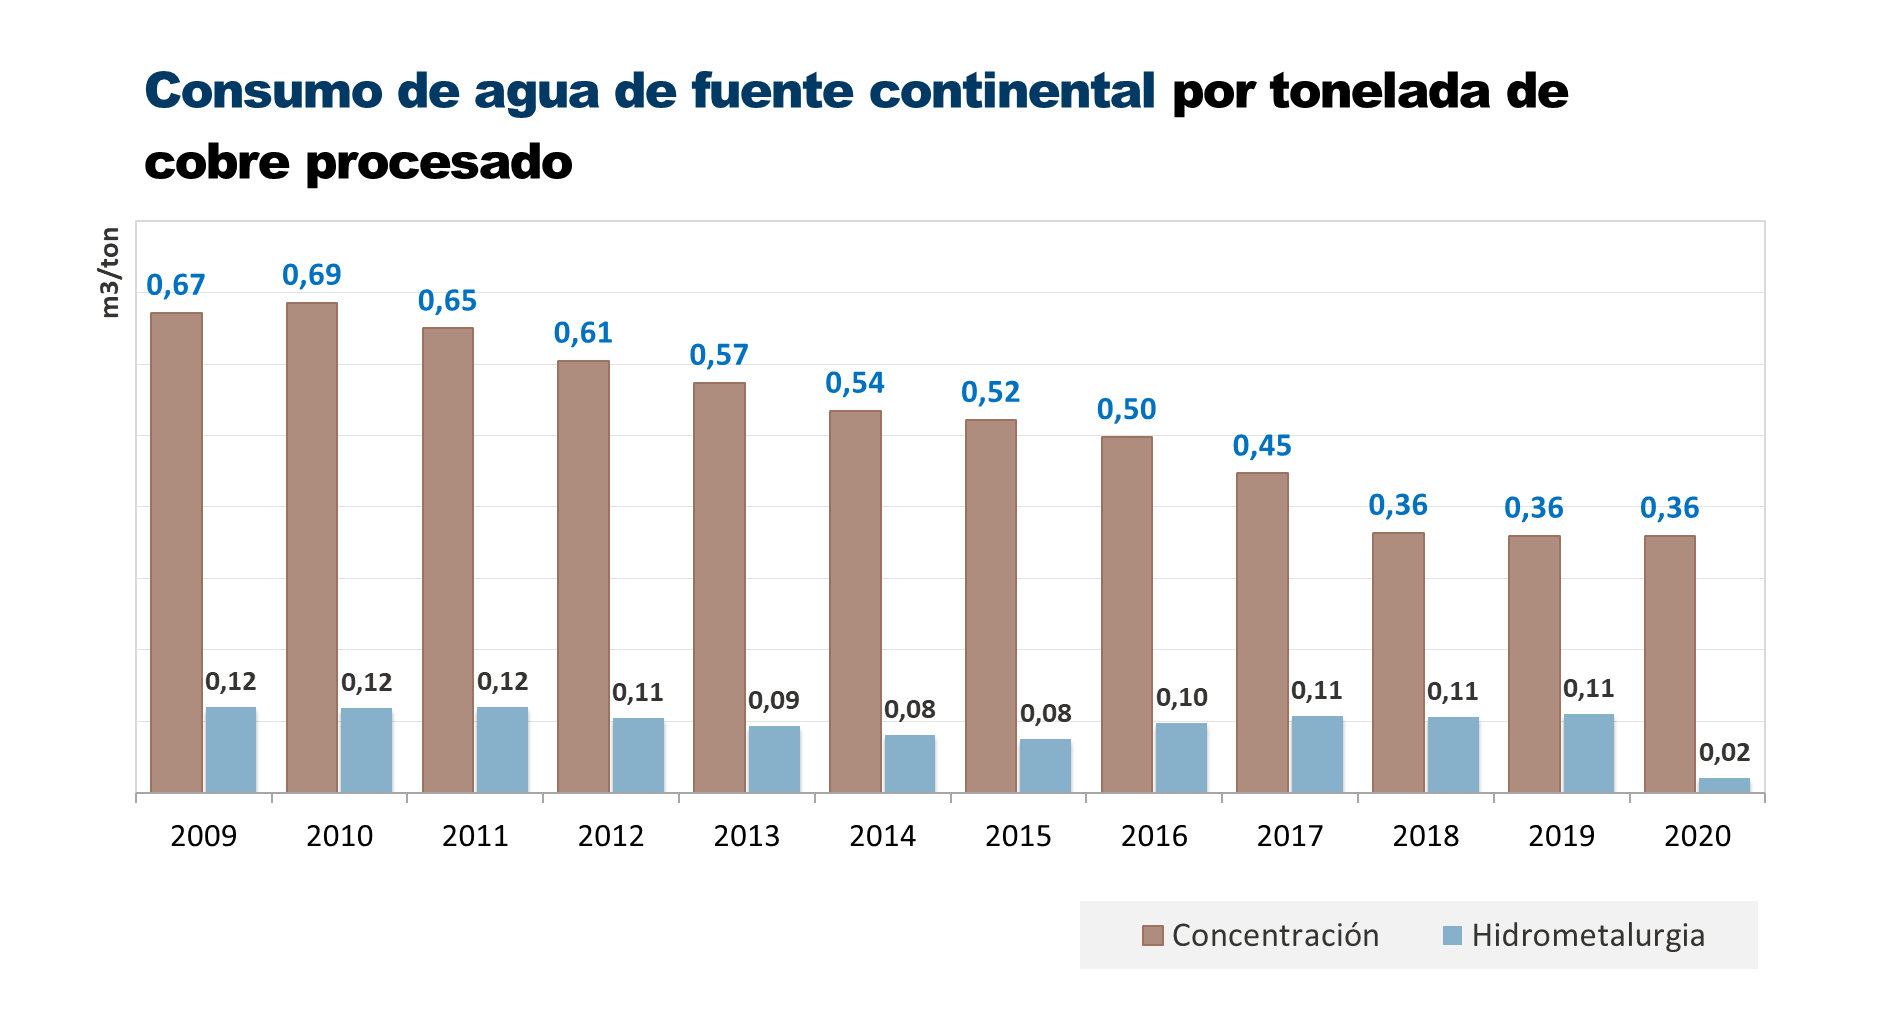 Consumo de agua de fuente continental por tonelada de
cobre procesado
m3/ton
0,67 0,69 0,65 0,61 0,57 0,54 0,52 0,50 0,45 0,36 0,36 0,36
0,12 0,12 0,12 0,11 0,09 0,08 0,08 0,10 0,11 0,11 0,11 0,02
2009 2010 2011 2012 2013 2014 2015 2016 2017 2018 2019 2020
Concentración Hidrometalurgia